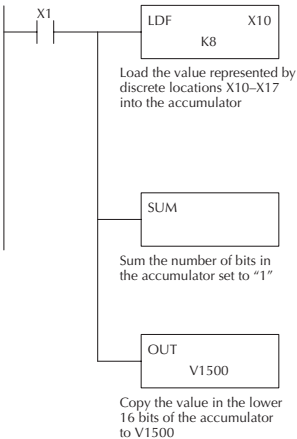 X1
LDF X10
K8
Load the value represented by
discrete locations X10–X17
into the accumulator
SUM
Sum the number of bits in
the accumulator set to “1”
OUT
V1500
Copy the value in the lower
16 bits of the accumulator
to V1500